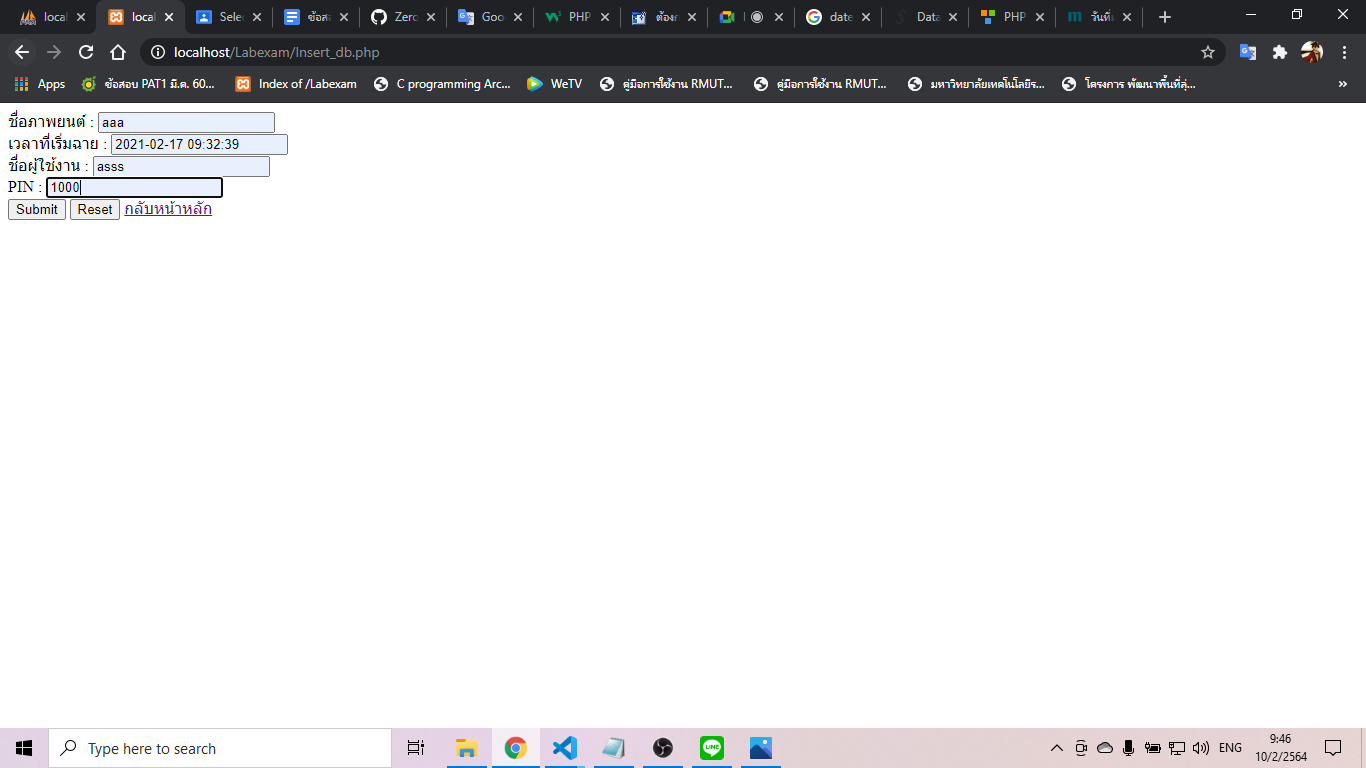 local
local
Selec
ข้อส
Zero
Goo
PHP
ต้อง
date
Data
PHP
วันที่
localhost/Labexam/Insert_db.php
Apps
ข้อสอบ PAT1 มี.ค. 60...
Index of /Labexam
C programming Arc...
WeTV
คู่มือการใช้งาน RMUT...
คู่มือการใช้งาน RMUT...
มหาวิทยาลัยเทคโนโลยีร...
โครงการ พัฒนาพื้นที่สุ่...
»
ชื่อภาพยนต์ : aaa
เวลาที่เริ่มฉาย : 2021-02-17 09:32:39
ชื่อผู้ใช้งาน : asss
PIN : 1000
Submit Reset กลับหน้าหลัก
Type here to search
LINE
ENG
9:46
10/2/2564